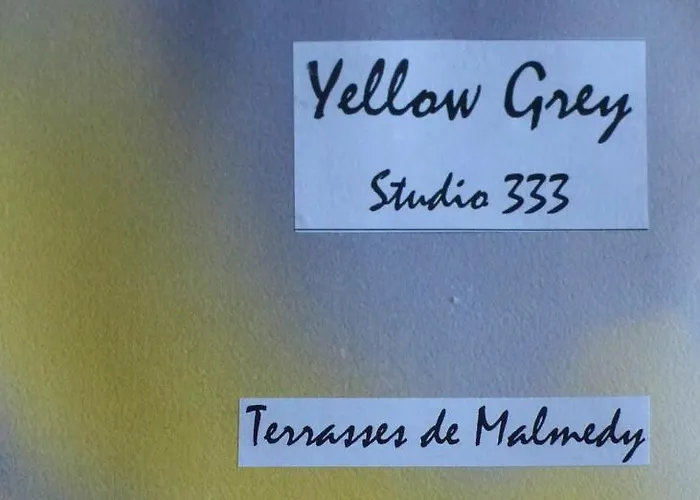 Yellow Grey
Studio 333
Terrasses de Malmedy